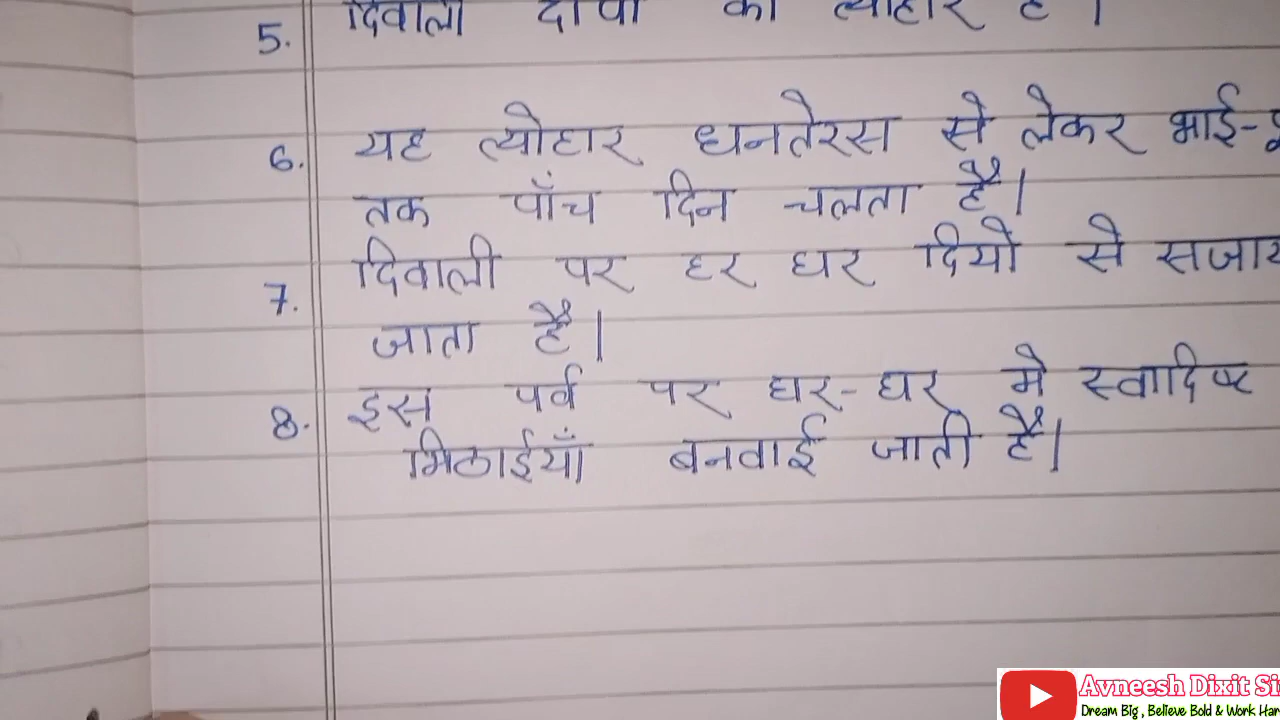 5. दिवाली दीपों का त्योहार है।
6. यह त्योहार धनतेरस से लेकर भाई-
तक पाँच दिन चलता है।
7. दिवाली पर हर घर दियों से सजाय
जाता है।
8. इस पर्व पर घर-घर मे स्वादिष्ट
मिठाईयाँ बनवाई जाती है।
Avneesh Dixit Si
Dream Big , Believe Bold & Work Har